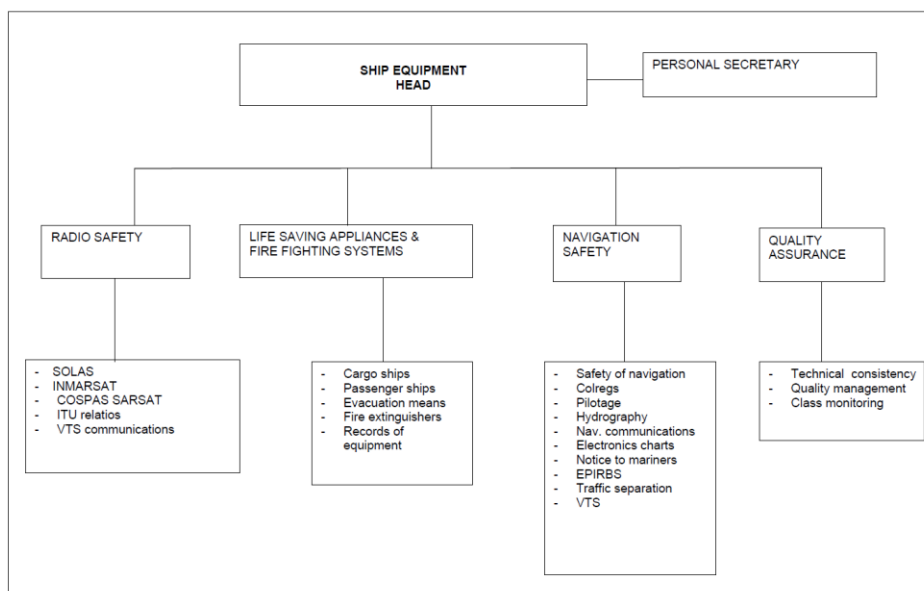 SHIP EQUIPMENT
HEAD
PERSONAL SECRETARY
RADIO SAFETY
LIFE SAVING APPLIANCES &
FIRE FIGHTING SYSTEMS
NAVIGATION
SAFETY
QUALITY
ASSURANCE
- SOLAS
- INMARSAT
- COSPAS SARSAT
- ITU relatios
- VTS communications
- Cargo ships
- Passenger ships
- Evacuation means
- Fire extinguishers
- Records of
equipment
- Safety of navigation
- Colregs
- Pilotage
- Hydrography
- Nav. communications
- Electronics charts
- Notice to mariners
- EPIRBS
- Traffic separation
- VTS
- Technical consistency
- Quality management
- Class monitoring